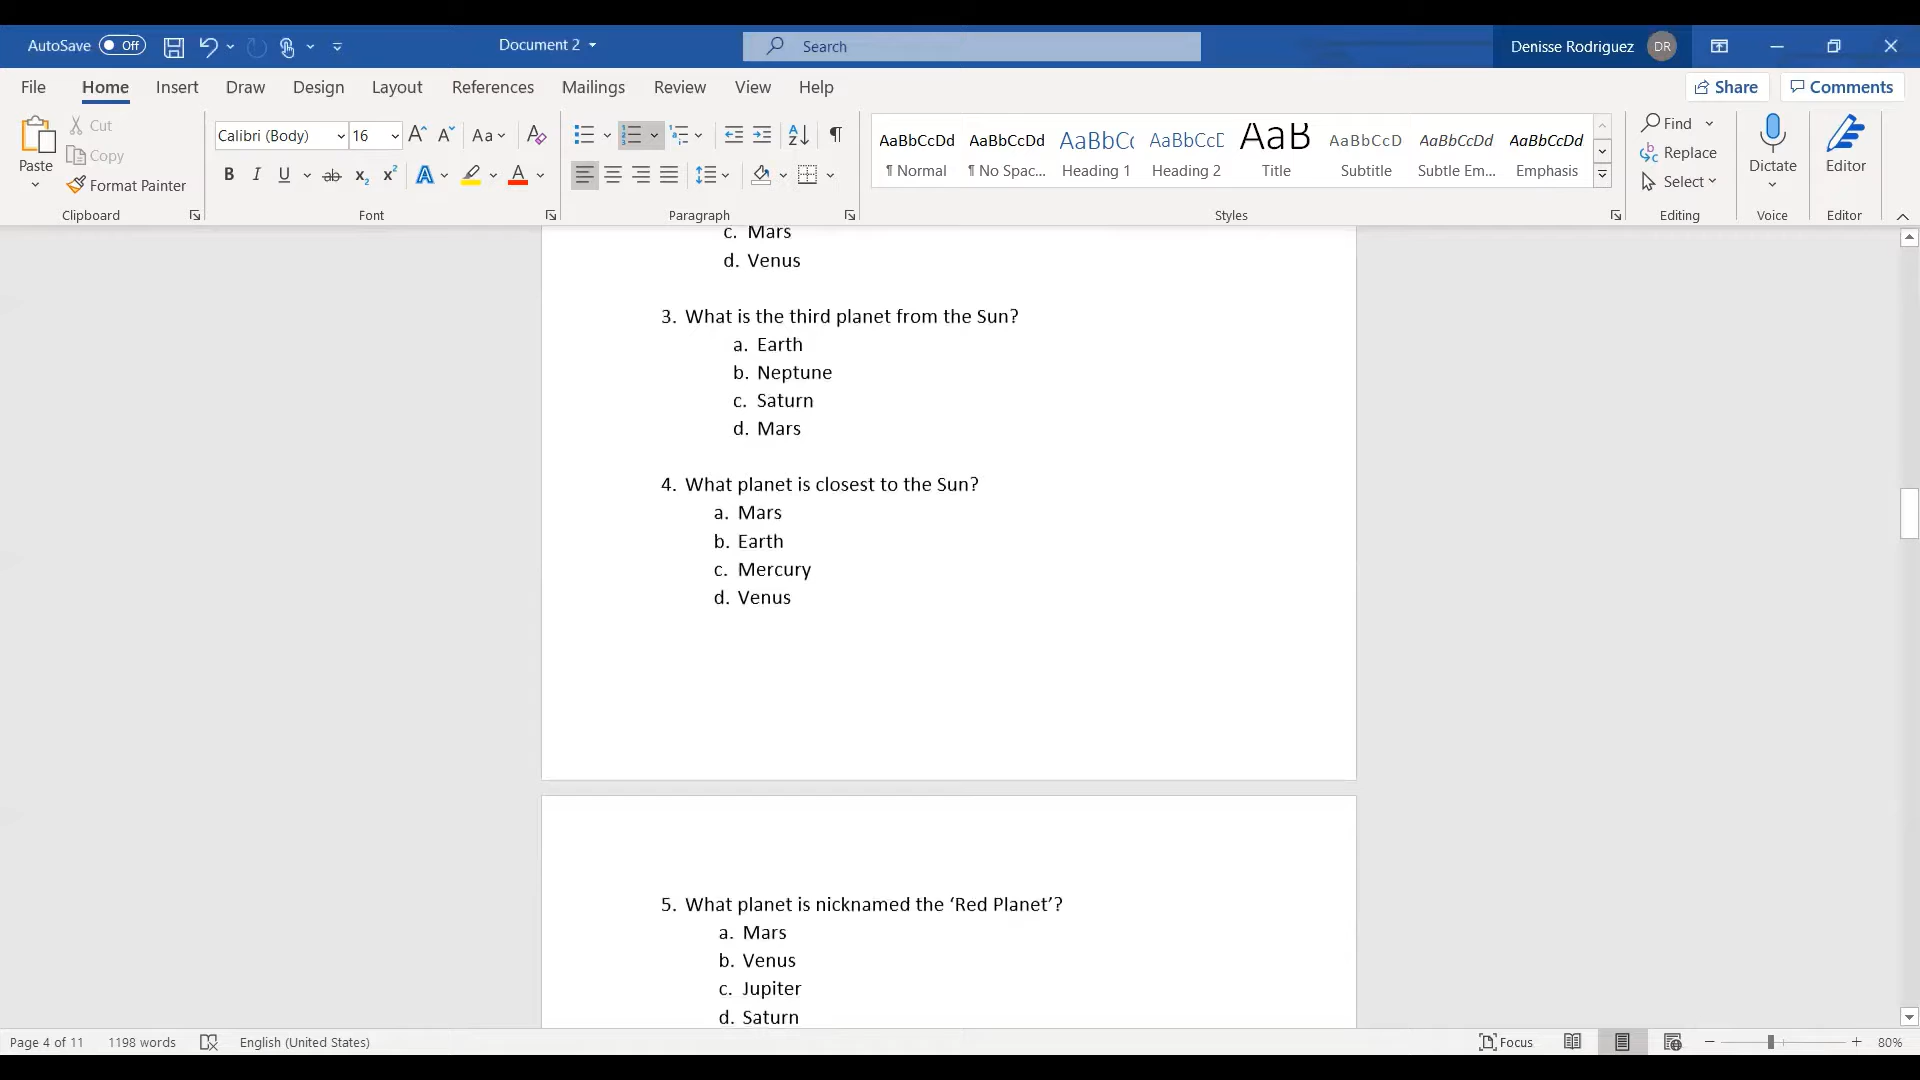 AutoSave Off Document 2 Search Denisse Rodriguez DR
File Home Insert Draw Design Layout References Mailings Review View Help Share Comments
Paste Cut Copy Format Painter Clipboard
Calibri (Body) 16 A^ A˅ Aa A
B I U ab x₂ x² A A
Font
Paragraph
AaBbCcDd AaBbCcDd AaBbC AaBbCcD AaB AaBbCcD AaBbCcDd AaBbCcDd
¶ Normal ¶ No Spac... Heading 1 Heading 2 Title Subtitle Subtle Em... Emphasis
Styles
Find
Replace
Select
Editing
Dictate
Voice
Editor
Editor
c. Mars
d. Venus
3. What is the third planet from the Sun?
a. Earth
b. Neptune
c. Saturn
d. Mars
4. What planet is closest to the Sun?
a. Mars
b. Earth
c. Mercury
d. Venus
5. What planet is nicknamed the ‘Red Planet’?
a. Mars
b. Venus
c. Jupiter
d. Saturn
Page 4 of 11 1198 words English (United States) Focus 80%